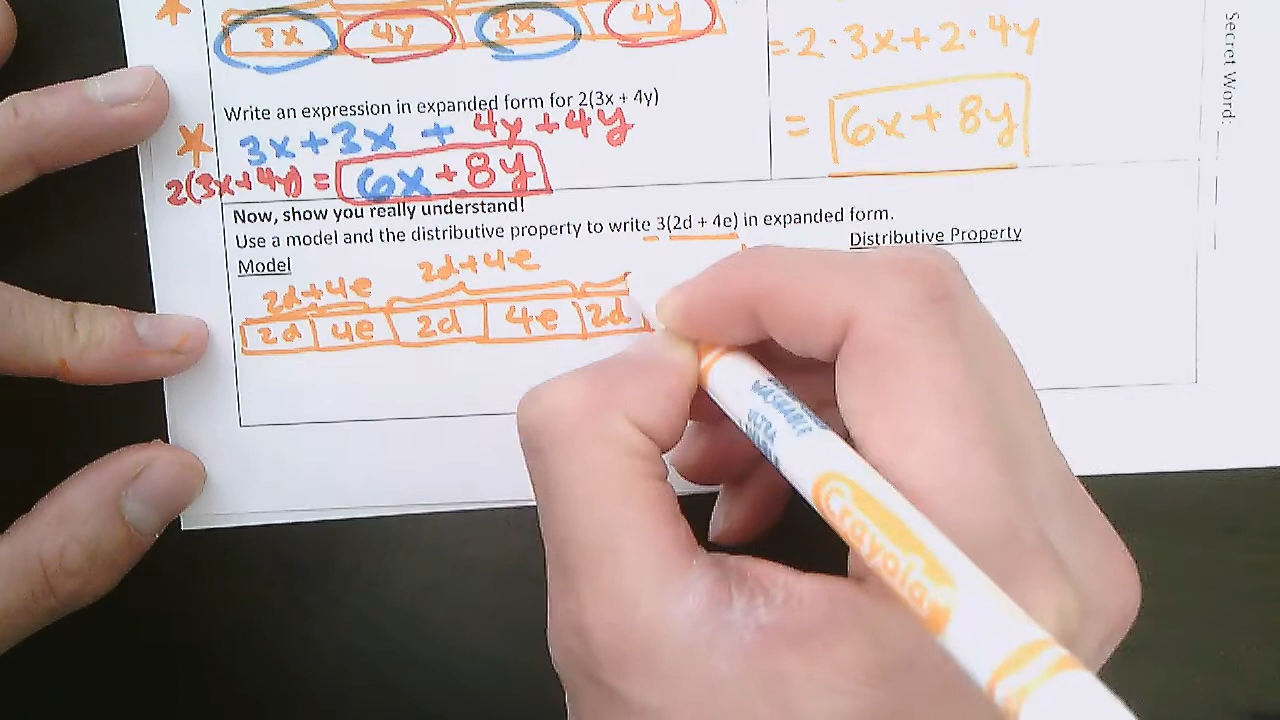 3x 4y 3x 4y
=2·3x+2·4y
= 6x+8y
Secret Word:
Write an expression in expanded form for 2(3x + 4y)
3x+3x + 4y+4y
2(3x+4y) = 6x+8y
Now, show you really understand!
Use a model and the distributive property to write 3(2d + 4e) in expanded form.
Model
Distributive Property
2d+4e 2d+4e
2d 4e 2d 4e 2d
WASHABLE
ULTRA
Crayola